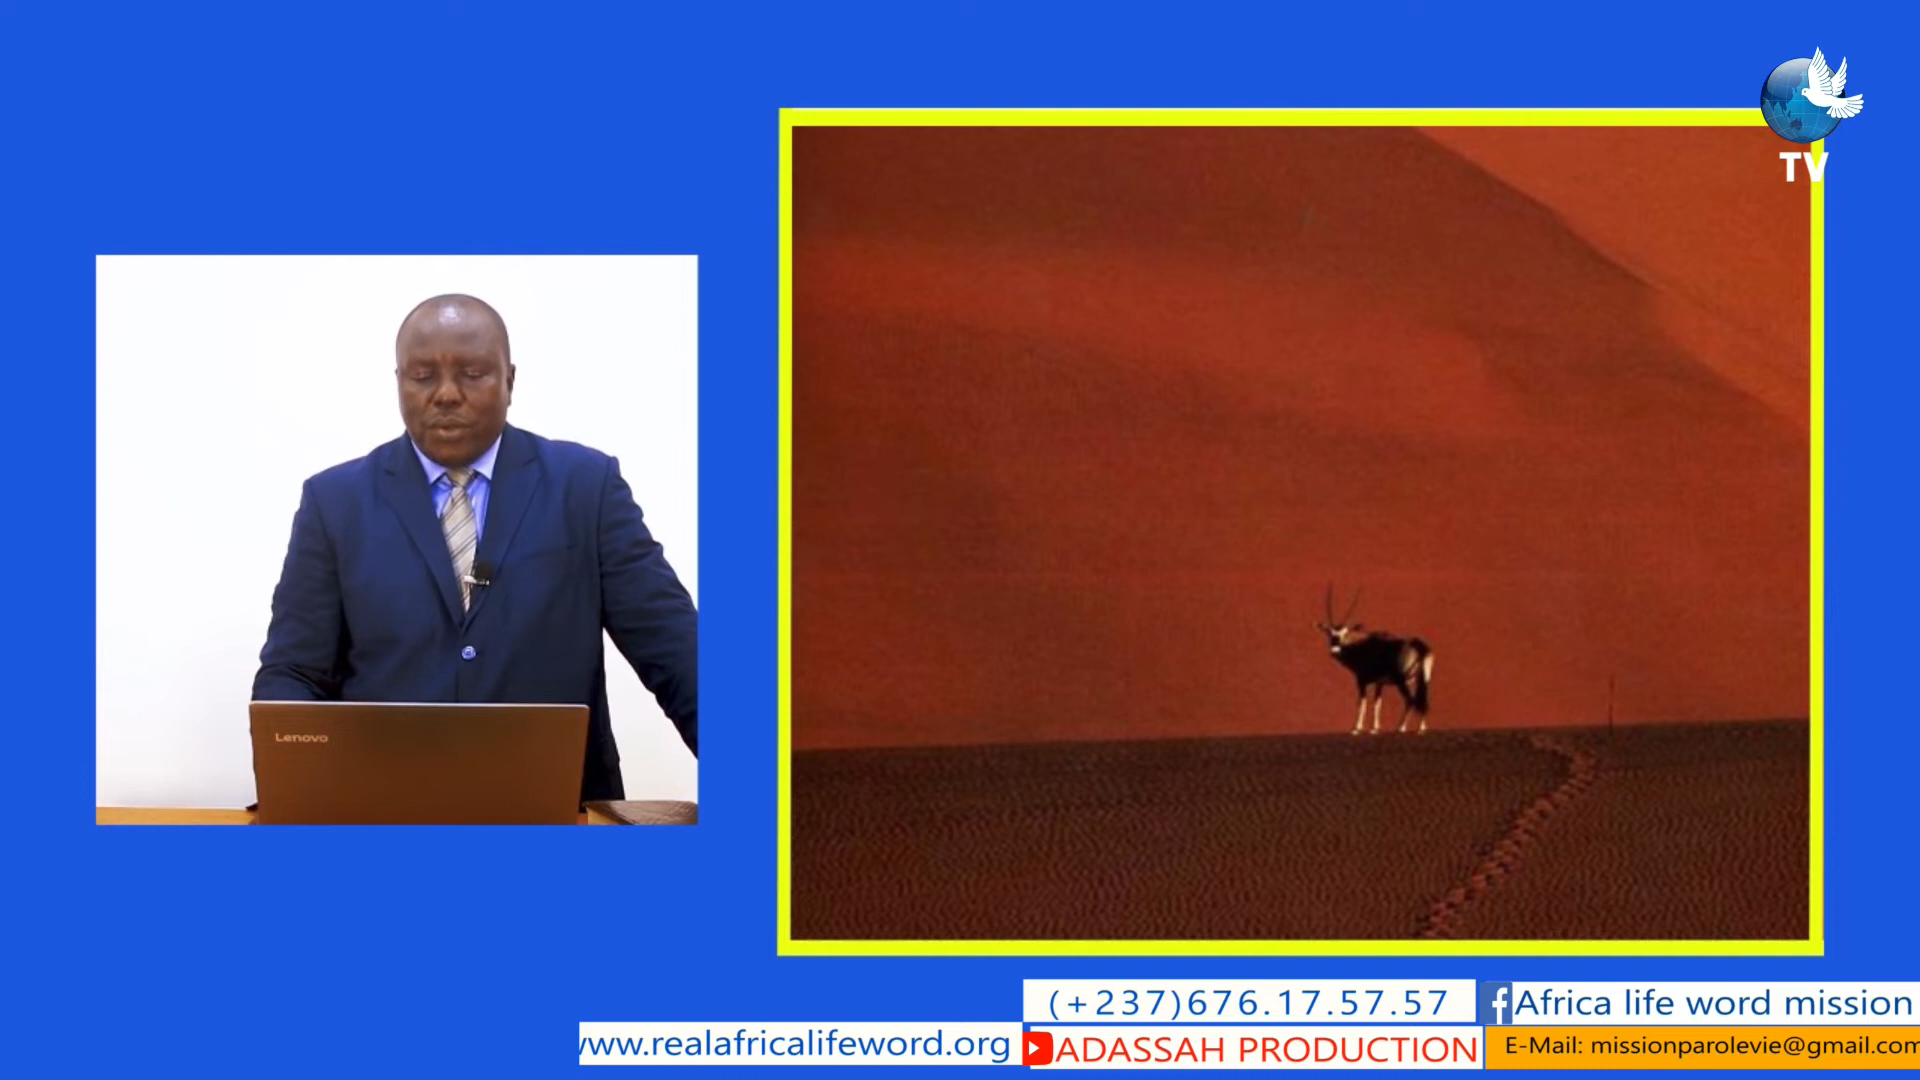 TV
Lenovo
(+237)676.17.57.57
Africa life word mission
www.realafricalifeword.org
ADASSAH PRODUCTION
E-Mail: missionparolevie@gmail.com